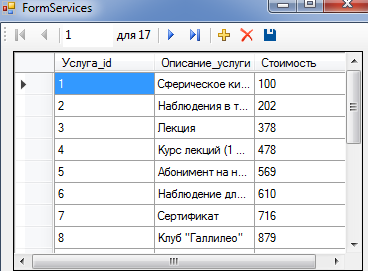 FormServices
1 для 17
Услуга_id Описание_услуги Стоимость
1 Сферическое ки... 100
2 Наблюдения в т... 202
3 Лекция 378
4 Курс лекций (1 ... 478
5 Абонимент на н... 569
6 Наблюдение дл... 610
7 Сертификат 716
8 Клуб "Галлилео" 879